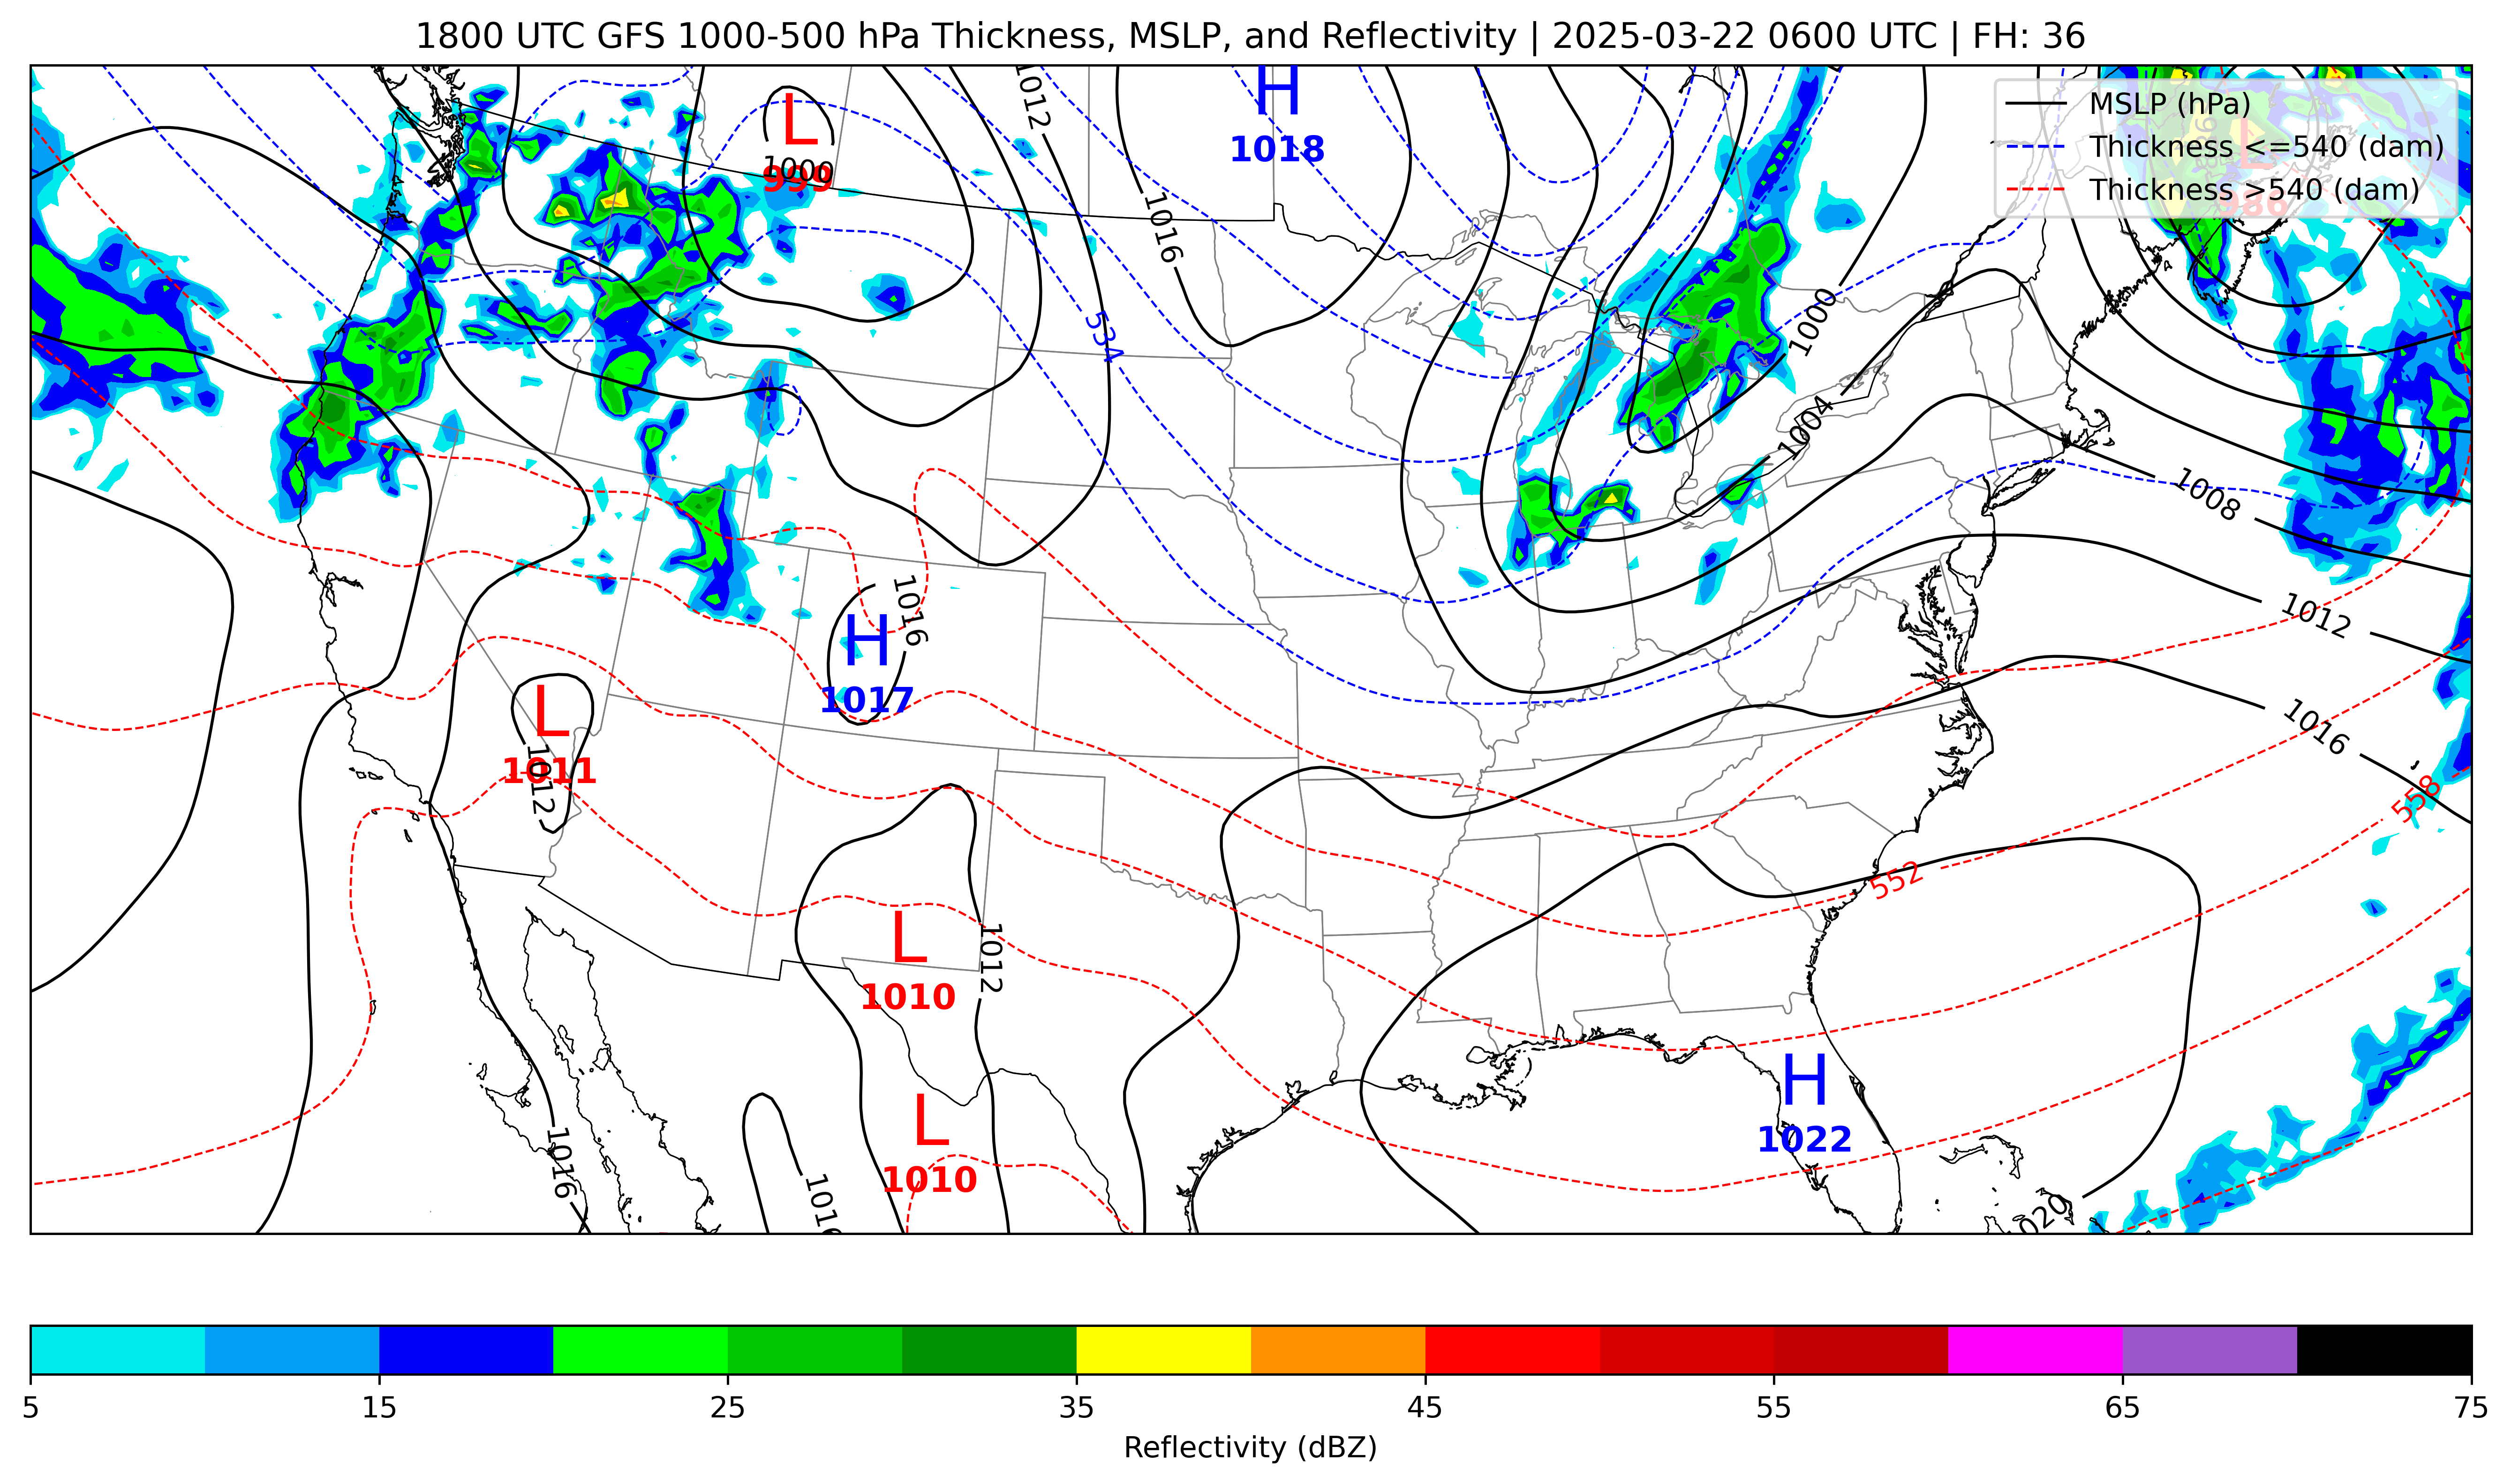 1800 UTC GFS 1000-500 hPa Thickness, MSLP, and Reflectivity | 2025-03-22 0600 UTC | FH: 36
MSLP (hPa)
Thickness <=540 (dam)
Thickness >540 (dam)
L
986
L
1000
999
H
1018
1012
1016
534
1000
1004
1008
1012
1016
558
552
H
1017
1016
L
1011
1012
L
1010
1012
L
1010
H
1022
1016
1016
020
5 15 25 35 45 55 65 75
Reflectivity (dBZ)